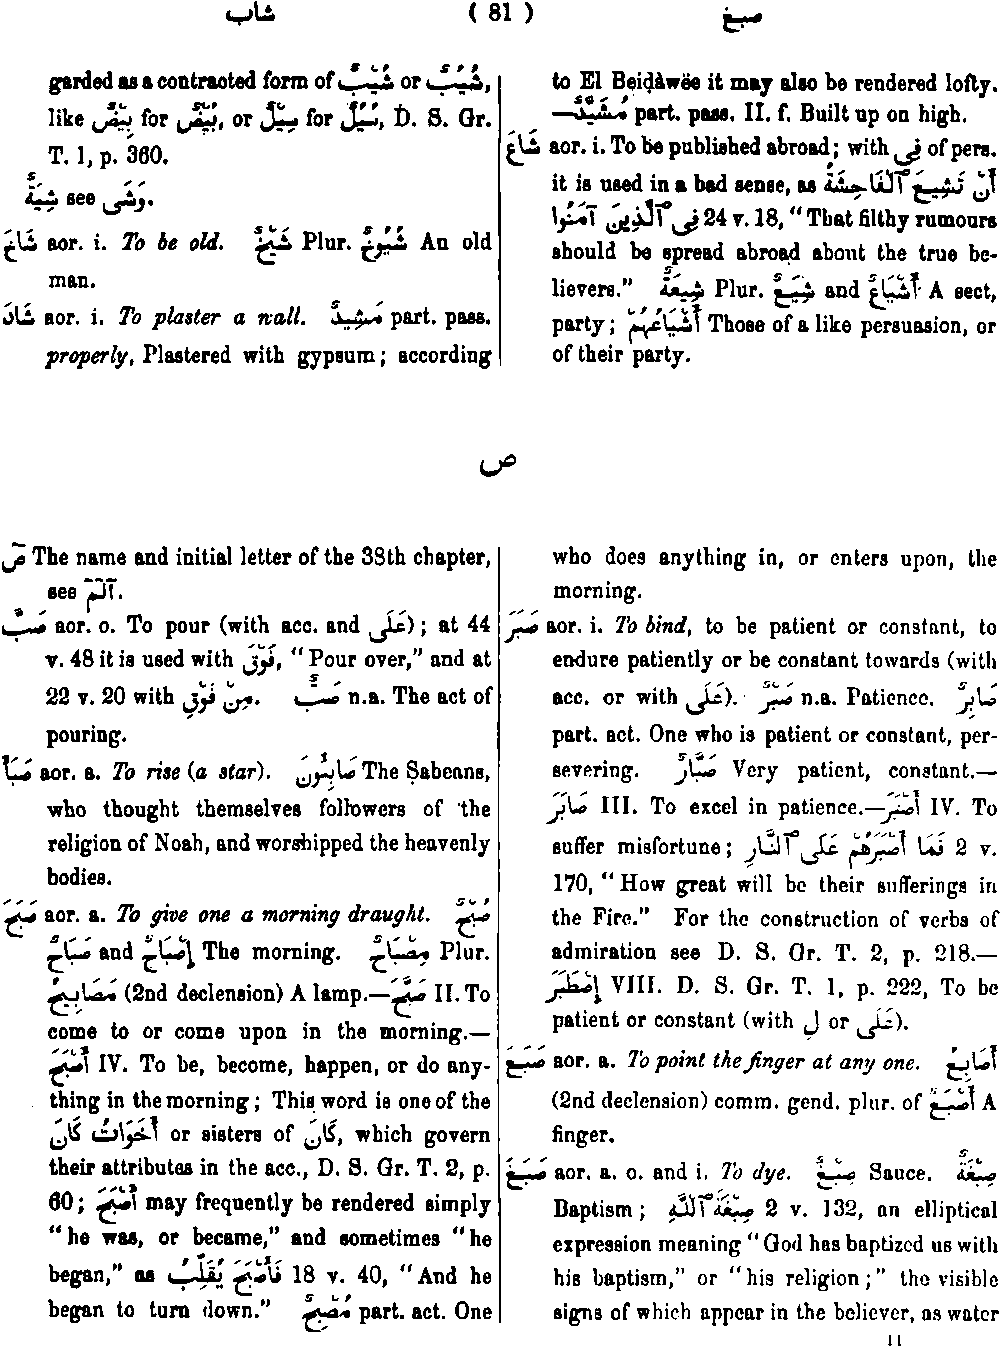 شاب ( 81 ) صبغ
garded as a contracted form of شُيْبٌ or شُيُبٌ,
like بِيْضٌ for بُيْضٌ, or سِيْلٌ for سُيْلٌ, D. S. Gr.
T. 1, p. 360.
شِيَةٌ see وَشَى.
شَاخَ aor. i. To be old. شَيْخٌ Plur. شُيُوخٌ An old
man.
شَادَ aor. i. To plaster a wall. مَشِيدٌ part. pass.
properly, Plastered with gypsum; according
to El Beiḍàwëe it may also be rendered lofty.
—مُشَيَّدٌ part. pass. II. f. Built up on high.
شَاعَ aor. i. To be published abroad; with فِي of pers.
it is used in a bad sense, as أَنْ تَشِيعَ ٱلْفَاحِشَةُ
فِي ٱلَّذِينَ آمَنُوا 24 v. 18, “That filthy rumours
should be spread abroad about the true be-
lievers.” شِيعَةٌ Plur. شِيَعٌ and أَشْيَاعٌ A sect,
party; أَشْيَاعُهُمْ Those of a like persuasion, or
of their party.
ص
صٓ The name and initial letter of the 38th chapter,
see آلٓمٓ.
صَبَّ aor. o. To pour (with acc. and عَلَى); at 44
v. 48 it is used with فَوْقَ, “Pour over,” and at
22 v. 20 with مِنْ فَوْقِ. صَبٌّ n.a. The act of
pouring.
صَبَأَ aor. a. To rise (a star). صَابِئُونَ The Ṣabeans,
who thought themselves followers of the
religion of Noah, and worshipped the heavenly
bodies.
صَبَحَ aor. a. To give one a morning draught. صُبْحٌ
صَبَاحٌ and إِصْبَاحٌ The morning. مِصْبَاحٌ Plur.
مَصَابِيحُ (2nd declension) A lamp.—صَبَّحَ II. To
come to or come upon in the morning.—
أَصْبَحَ IV. To be, become, happen, or do any-
thing in the morning; This word is one of the
أَخَوَاتُ كَانَ or sisters of كَانَ, which govern
their attributes in the acc., D. S. Gr. T. 2, p.
60; أَصْبَحَ may frequently be rendered simply
“he was, or became,” and sometimes “he
began,” as فَأَصْبَحَ يُقَلِّبُ 18 v. 40, “And he
began to turn down.” مُصْبِحٌ part. act. One
who does anything in, or enters upon, the
morning.
صَبَرَ aor. i. To bind, to be patient or constant, to
endure patiently or be constant towards (with
acc. or with عَلَى). صَبْرٌ n.a. Patience. صَابِرٌ
part. act. One who is patient or constant, per-
severing. صَبَّارٌ Very patient, constant.—
صَابَرَ III. To excel in patience.—أَصْبَرَ IV. To
suffer misfortune; فَمَا أَصْبَرَهُمْ عَلَى ٱلنَّارِ 2 v.
170, “How great will be their sufferings in
the Fire.” For the construction of verbs of
admiration see D. S. Gr. T. 2, p. 218.—
إِصْطَبَرَ VIII. D. S. Gr. T. 1, p. 222, To be
patient or constant (with لِ or عَلَى).
صَبَعَ aor. a. To point the finger at any one. أَصَابِعُ
(2nd declension) comm. gend. plur. of أَصْبَعٌ A
finger.
صَبَغَ aor. a. o. and i. To dye. صِبْغٌ Sauce. صِبْغَةٌ
Baptism; صِبْغَةَ ٱللَّهِ 2 v. 132, an elliptical
expression meaning “God has baptized us with
his baptism,” or “his religion;” the visible
signs of which appear in the believer, as water
11